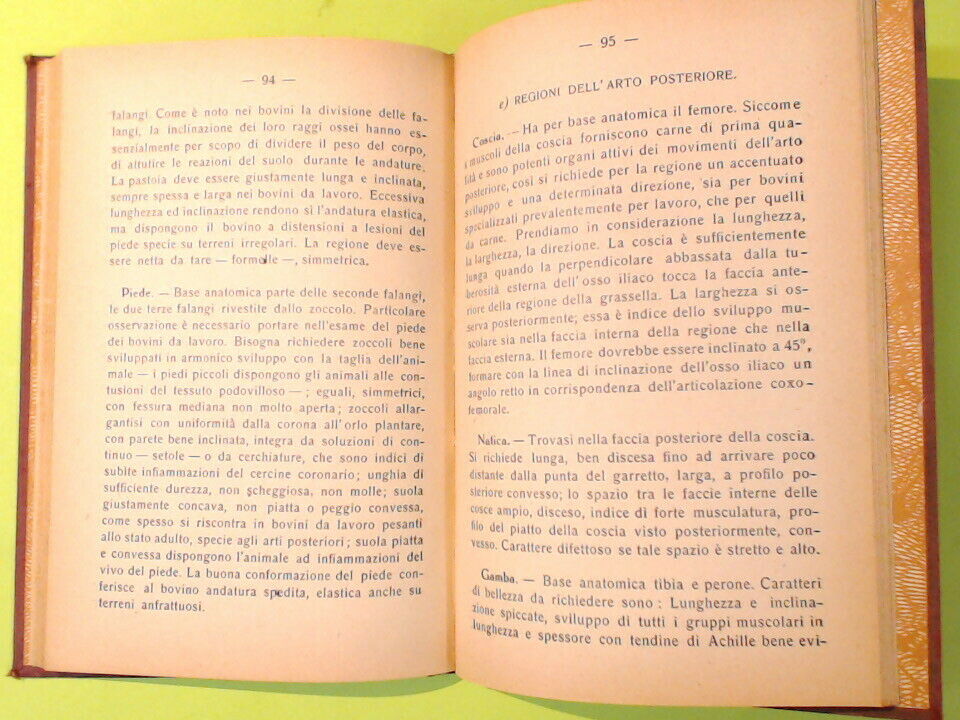 — 94 —
falangi Come è noto nei bovini la divisione delle fa-
langi, la inclinazione dei loro raggi ossei hanno es-
senzialmente per scopo di dividere il peso del corpo,
di attutire le reazioni del suolo durante le andature.
La pastoia deve essere giustamente lunga e inclinata,
sempre spessa e larga nei bovini da lavoro. Eccessiva
lunghezza ed inclinazione rendono sì l'andatura elastica,
ma dispongono il bovino a distensioni a lesioni del
piede specie su terreni irregolari. La regione deve es-
sere netta da tare — formelle —, simmetrica.
Piede. — Base anatomica parte delle seconde falangi,
le due terze falangi rivestite dallo zoccolo. Particolare
osservazione è necessario portare nell'esame del piede
dei bovini da lavoro. Bisogna richiedere zoccoli bene
sviluppati in armonico sviluppo con la taglia dell'ani-
male — i piedi piccoli dispongono gli animali alle con-
tusioni del tessuto podovilloso — ; eguali, simmetrici,
con fessura mediana non molto aperta ; zoccoli allar-
gantisi con uniformità dalla corona all'orlo plantare,
con parete bene inclinata, integra da soluzioni di con-
tinuo — setole — o da cerchiature, che sono indici di
subite infiammazioni del cercine coronario ; unghia di
sufficiente durezza, non scheggiosa, non molle ; suola
giustamente concava, non piatta o peggio convessa,
come spesso si riscontra in bovini da lavoro pesanti
allo stato adulto, specie agli arti posteriori ; suola piatta
e convessa dispongono l'animale ad infiammazioni del
vivo del piede. La buona conformazione del piede con-
ferisce al bovino andatura spedita, elastica anche su
terreni anfrattuosi.
— 95 —
e) REGIONI DELL'ARTO POSTERIORE.
Coscia. — Ha per base anatomica il femore. Siccome
i muscoli della coscia forniscono carne di prima qua-
lità e sono potenti organi attivi dei movimenti dell'arto
posteriore, così si richiede per la regione un accentuato
sviluppo e una determinata direzione, sia per bovini
specializzati prevalentemente per lavoro, che per quelli
da carne. Prendiamo in considerazione la lunghezza,
la larghezza, la direzione. La coscia è sufficientemente
lunga quando la perpendicolare abbassata dalla tu-
berosità esterna dell'osso iliaco tocca la faccia ante-
riore della regione della grassella. La larghezza si os-
serva posteriormente ; essa è indice dello sviluppo mu-
scolare sia nella faccia interna della regione che nella
faccia esterna. Il femore dovrebbe essere inclinato a 45º,
formare con la linea di inclinazione dell'osso iliaco un
angolo retto in corrispondenza dell'articolazione coxo-
femorale.
Natica. — Trovasi nella faccia posteriore della coscia.
Si richiede lunga, ben discesa fino ad arrivare poco
distante dalla punta del garretto, larga, a profilo po-
steriore convesso ; lo spazio tra le faccie interne delle
cosce ampio, disceso, indice di forte musculatura, pro-
filo del piatto della coscia visto posteriormente, con-
vesso. Carattere difettoso se tale spazio è stretto e alto.
Gamba. — Base anatomica tibia e perone. Caratteri
di bellezza da richiedere sono : Lunghezza e inclina-
zione spiccate, sviluppo di tutti i gruppi muscolari in
lunghezza e spessore con tendine di Achille bene evi-